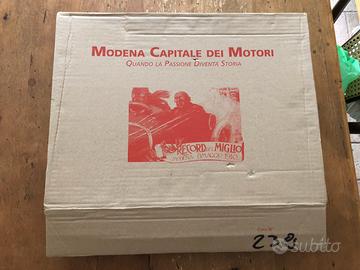 MODENA CAPITALE DEI MOTORI
QUANDO LA PASSIONE DIVENTA STORIA
RECORD DEL MIGLIO
subito